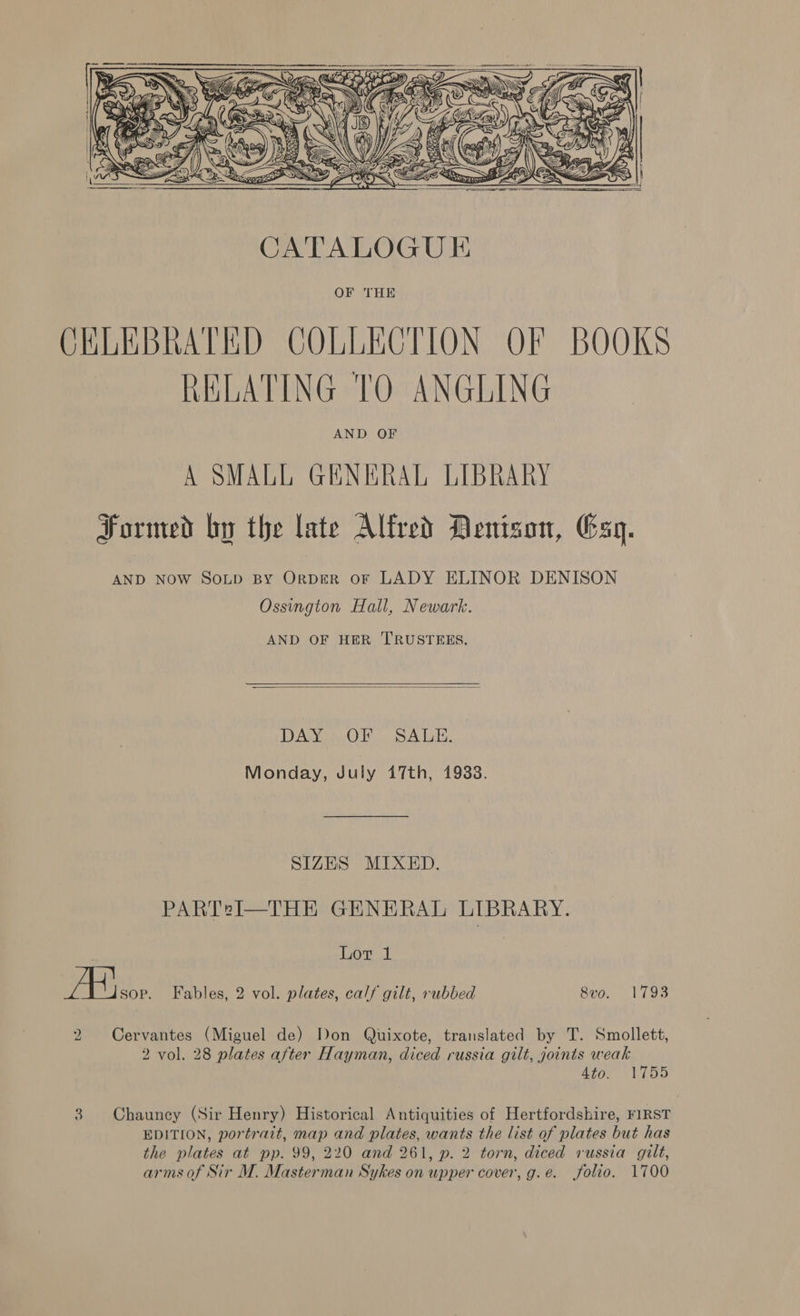 CATALOGUE
OF THE
CELEBRATED COLLECTION OF BOOKS
RELATING TO ANGLING
AND OF
A SMALL GENERAL LIBRARY
Formed by the late Alfred Denison, Esq.
AND NOW SOLD BY ORDER OF LADY ELINOR DENISON
Ossington Hall, Newark.
AND OF HER TRUSTEES.
DAY OF SALE.
Monday, July 17th, 1933.
SIZES MIXED.
PART I—THE GENERAL LIBRARY.
LOT 1
Æsop. Fables, 2 vol. plates, calf gilt, rubbed 8vo. 1793
2 Cervantes (Miguel de) Don Quixote, translated by T. Smollett,
2 vol. 28 plates after Hayman, diced russia gilt, joints weak
4to. 1755
3 Chauncy (Sir Henry) Historical Antiquities of Hertfordshire, FIRST
EDITION, portrait, map and plates, wants the list of plates but has
the plates at pp. 99, 220 and 261, p. 2 torn, diced russia gilt,
arms of Sir M. Masterman Sykes on upper cover, g. e. folio. 1700